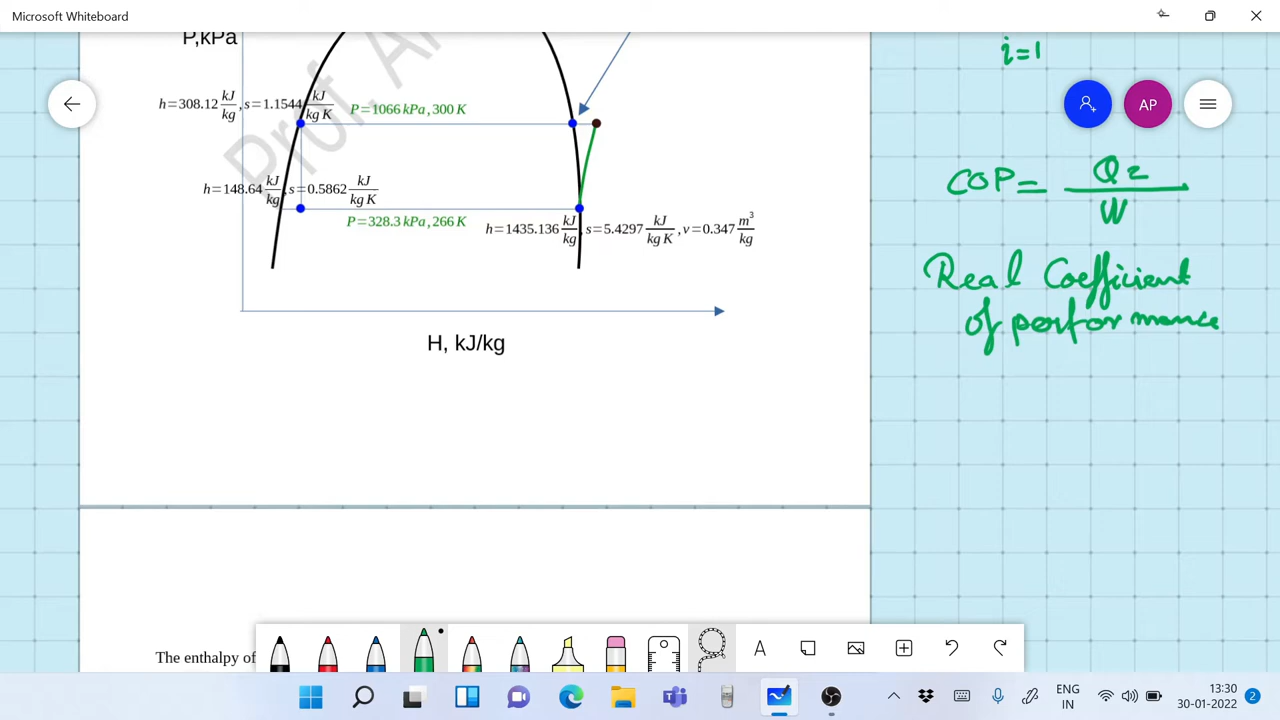 Microsoft Whiteboard
P,kPa
i=1
AP
h=308.12 kJ/kg, s=1.1544 kJ/kg K
P=1066 kPa, 300 K
Prof. A
COP = Q2/W
h=148.64 kJ/kg, s=0.5862 kJ/kg K
P=328.3 kPa, 266 K
h=1435.136 kJ/kg, s=5.4297 kJ/kg K, v=0.347 m³/kg
Real Coefficient
of performance
H, kJ/kg
The enthalpy of
A
ENG
IN
13:30
30-01-2022
2